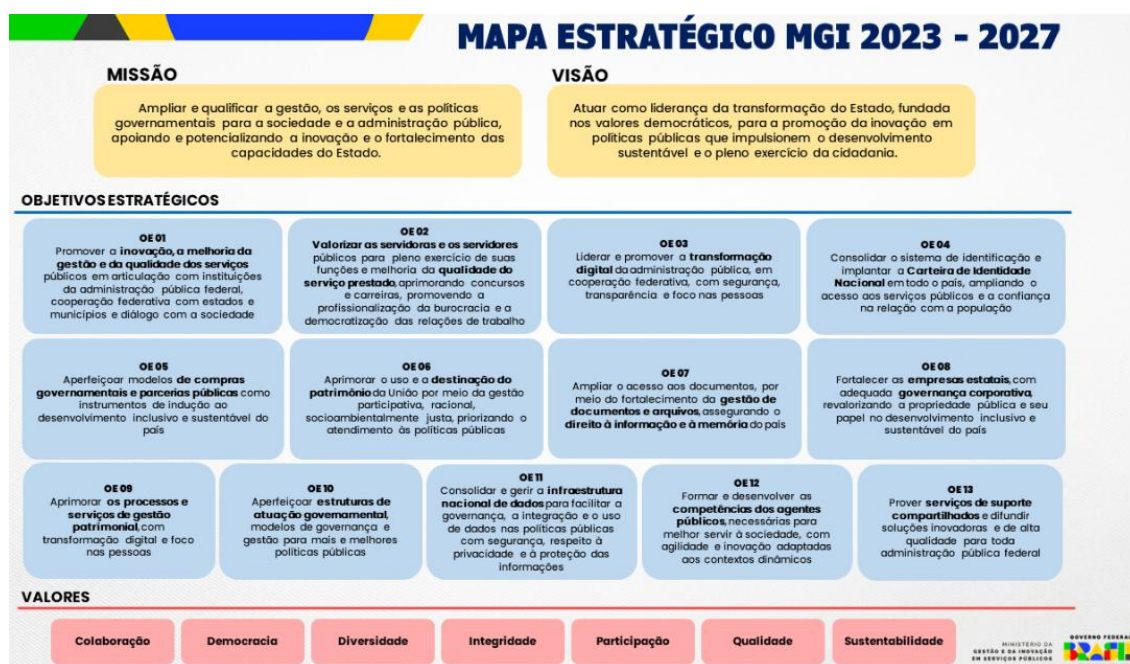 MAPA ESTRATÉGICO MGI 2023 - 2027
MISSÃO
Ampliar e qualificar a gestão, os serviços e as políticas
governamentais para a sociedade e a administração pública,
apoiando e potencializando a inovação e o fortalecimento das
capacidades do Estado.
VISÃO
Atuar como liderança da transformação do Estado, fundada
nos valores democráticos, para a promoção da inovação em
políticas públicas que impulsionem o desenvolvimento
sustentável e o pleno exercício da cidadania.
OBJETIVOS ESTRATÉGICOS
OE 01
Promover a inovação, a melhoria da
gestão e da qualidade dos serviços
públicos em articulação com instituições
da administração pública federal,
cooperação federativa com estados e
municípios e diálogo com a sociedade
OE 02
Valorizar as servidoras e os servidores
públicos para pleno exercício de suas
funções e melhoria da qualidade do
serviço prestado, aprimorando concursos
e carreiras, promovendo a
profissionalização da burocracia e a
democratização das relações de trabalho
OE 03
Liderar e promover a transformação
digital da administração pública, em
cooperação federativa, com segurança,
transparência e foco nas pessoas
OE 04
Consolidar o sistema de identificação e
implantar a Carteira de Identidade
Nacional em todo o país, ampliando o
acesso aos serviços públicos e a confiança
na relação com a população
OE 05
Aperfeiçoar modelos de compras
governamentais e parcerias públicas como
instrumentos de indução ao
desenvolvimento inclusivo e sustentável do
país
OE 06
Aprimorar o uso e a destinação do
patrimônio da União por meio da gestão
participativa, racional,
socioambientalmente justa, priorizando o
atendimento às políticas públicas
OE 07
Ampliar o acesso aos documentos, por
meio do fortalecimento da gestão de
documentos e arquivos, assegurando o
direito à informação e à memória do país
OE 08
Fortalecer as empresas estatais, com
adequada governança corporativa,
revalorizando a propriedade pública e seu
papel no desenvolvimento inclusivo e
sustentável do país
OE 09
Aprimorar os processos e
serviços de gestão
patrimonial, com
transformação digital e foco
nas pessoas
OE 10
Aperfeiçoar estruturas de
atuação governamental,
modelos de governança e
gestão para mais e melhores
políticas públicas
OE 11
Consolidar e gerir a infraestrutura
nacional de dados para facilitar a
governança, a integração e o uso
de dados nas políticas públicas
com segurança, respeito à
privacidade e à proteção das
informações
OE 12
Formar e desenvolver as
competências dos agentes
públicos, necessárias para
melhor servir à sociedade, com
agilidade e inovação adaptadas
aos contextos dinâmicos
OE 13
Prover serviços de suporte
compartilhados e difundir
soluções inovadoras e de alta
qualidade para toda
administração pública federal
VALORES
Colaboração
Democracia
Diversidade
Integridade
Participação
Qualidade
Sustentabilidade
MINISTÉRIO DA
GESTÃO E DA INOVAÇÃO
EM SERVIÇOS PÚBLICOS
GOVERNO FEDERAL
BRASIL